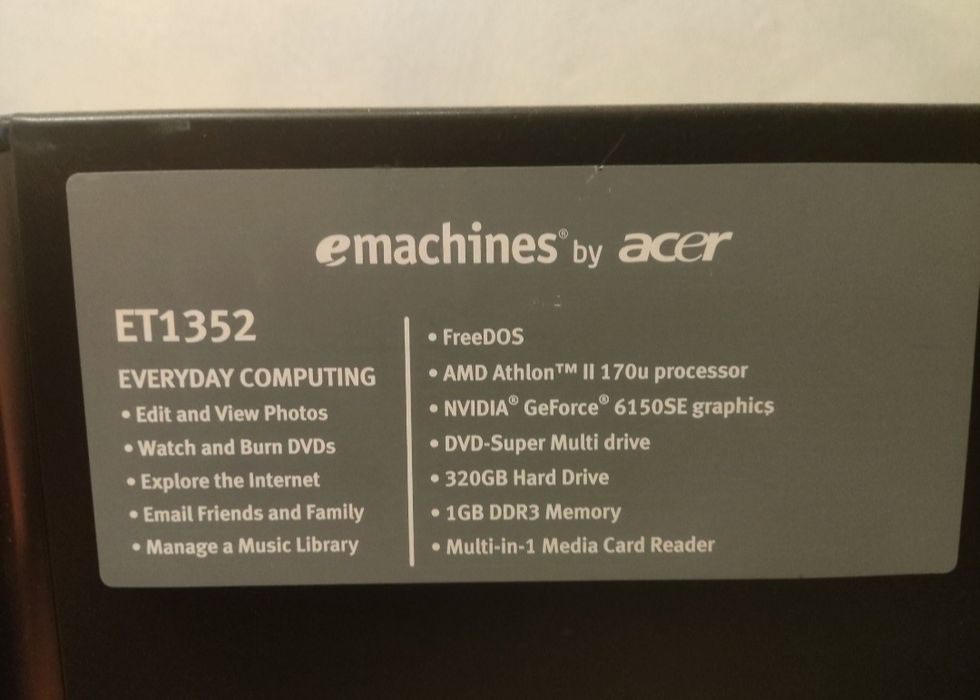 emachines® by acer
ET1352
EVERYDAY COMPUTING
• Edit and View Photos
• Watch and Burn DVDs
• Explore the Internet
• Email Friends and Family
• Manage a Music Library
• FreeDOS
• AMD Athlon™ II 170u processor
• NVIDIA® GeForce® 6150SE graphics
• DVD-Super Multi drive
• 320GB Hard Drive
• 1GB DDR3 Memory
• Multi-in-1 Media Card Reader